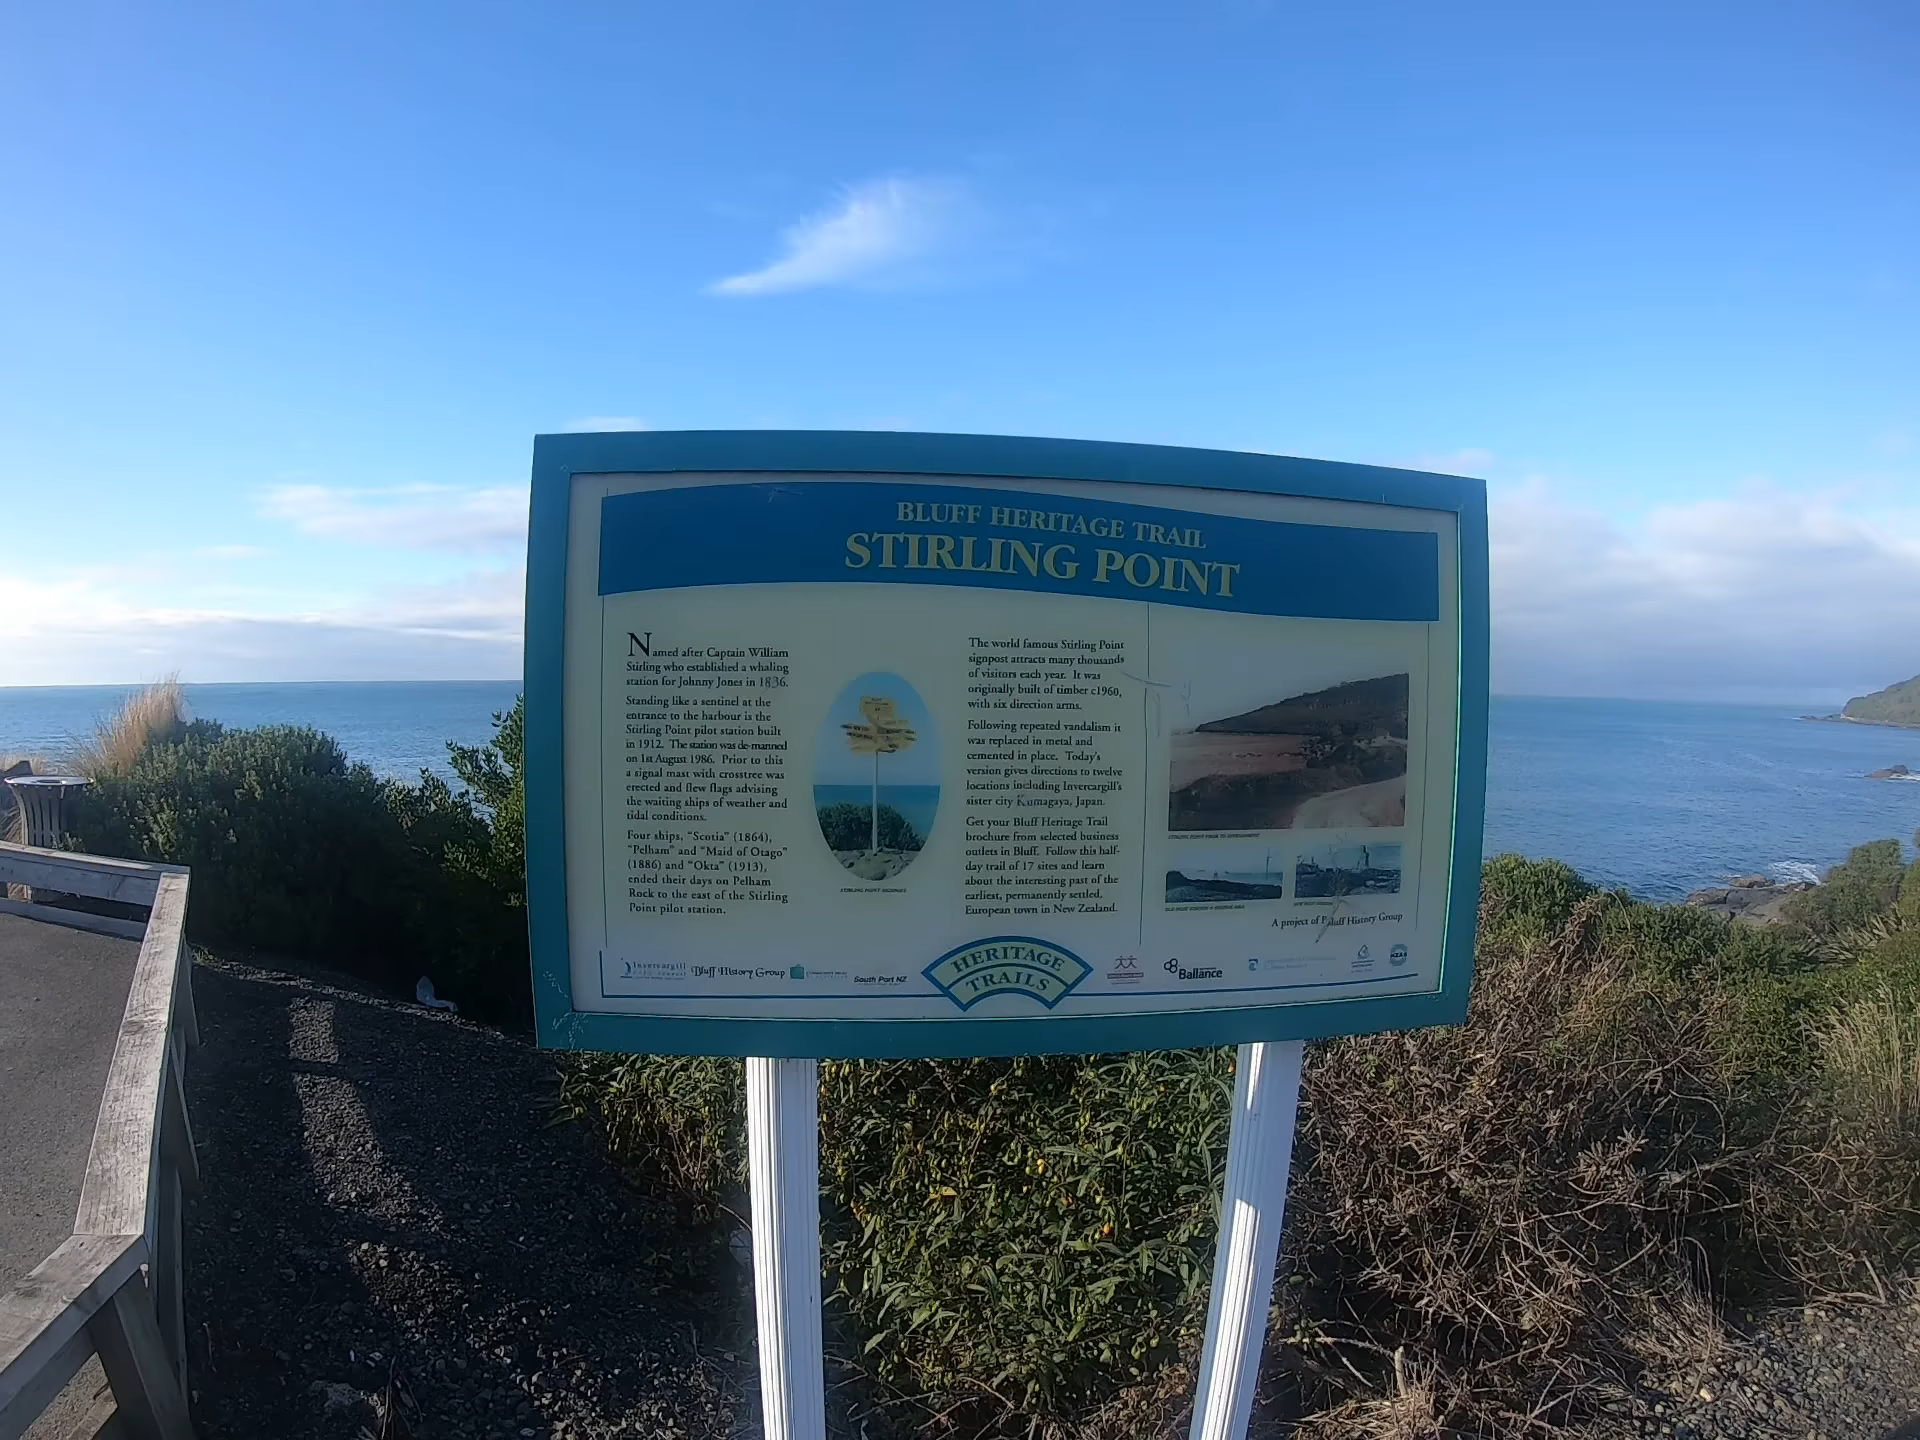 BLUFF HERITAGE TRAIL
STIRLING POINT
Named after Captain William
Stirling who established a whaling
station for Johnny Jones in 1836.
Standing like a sentinel at the
entrance to the harbour is the
Stirling Point pilot station built
in 1912. The station was de-manned
on 1st August 1986. Prior to this
a signal mast with crosstree was
erected and flew flags advising
the waiting ships of weather and
tidal conditions.
Four ships, "Scotia" (1864),
"Pelham" and "Maid of Otago"
(1886) and "Okta" (1913),
ended their days on Pelham
Rock to the east of the Stirling
Point pilot station.
STIRLING POINT SIGNPOST
The world famous Stirling Point
signpost attracts many thousands
of visitors each year. It was
originally built of timber c1960,
with six direction arms.
Following repeated vandalism it
was replaced in metal and
cemented in place. Today's
version gives directions to twelve
locations including Invercargill's
sister city Kumagaya, Japan.
Get your Bluff Heritage Trail
brochure from selected business
outlets in Bluff. Follow this half-
day trail of 17 sites and learn
about the interesting past of the
earliest, permanently settled,
European town in New Zealand.
STIRLING POINT PRIOR TO DEVELOPMENT
A project of Bluff History Group
Invercargill
Bluff History Group
South Port NZ
HERITAGE
TRAILS
Ballance
NZAS